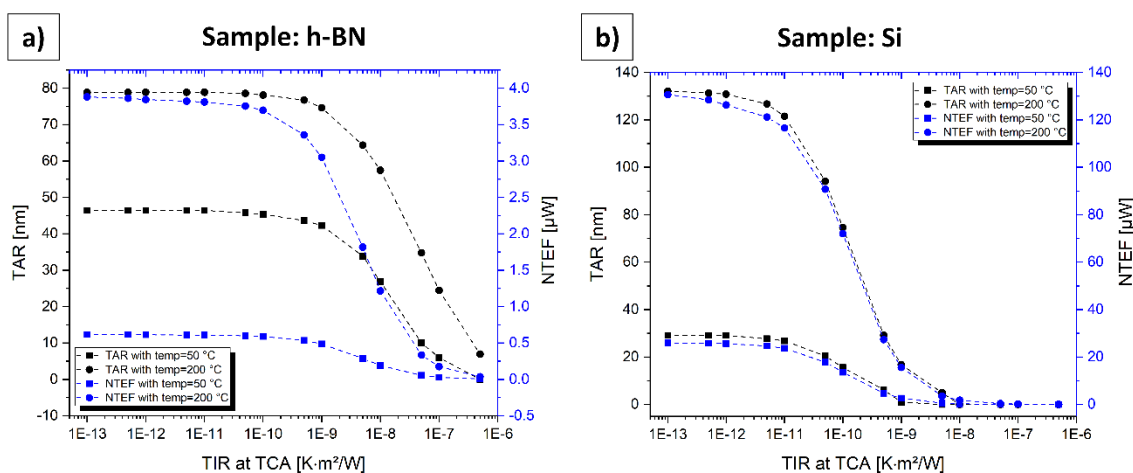 a)
Sample: h-BN
TAR [nm]
80
70
60
50
40
30
20
10
0
-10
4.0
3.5
3.0
2.5
2.0
1.5
1.0
0.5
0.0
-0.5
NTEF [µW]
TAR with temp=50 °C
TAR with temp=200 °C
NTEF with temp=50 °C
NTEF with temp=200 °C
1E-13 1E-12 1E-11 1E-10 1E-9 1E-8 1E-7 1E-6
TIR at TCA [K·m²/W]
b)
Sample: Si
TAR [nm]
140
120
100
80
60
40
20
0
140
120
100
80
60
40
20
0
NTEF [µW]
TAR with temp=50 °C
TAR with temp=200 °C
NTEF with temp=50 °C
NTEF with temp=200 °C
1E-13 1E-12 1E-11 1E-10 1E-9 1E-8 1E-7 1E-6
TIR at TCA [K·m²/W]